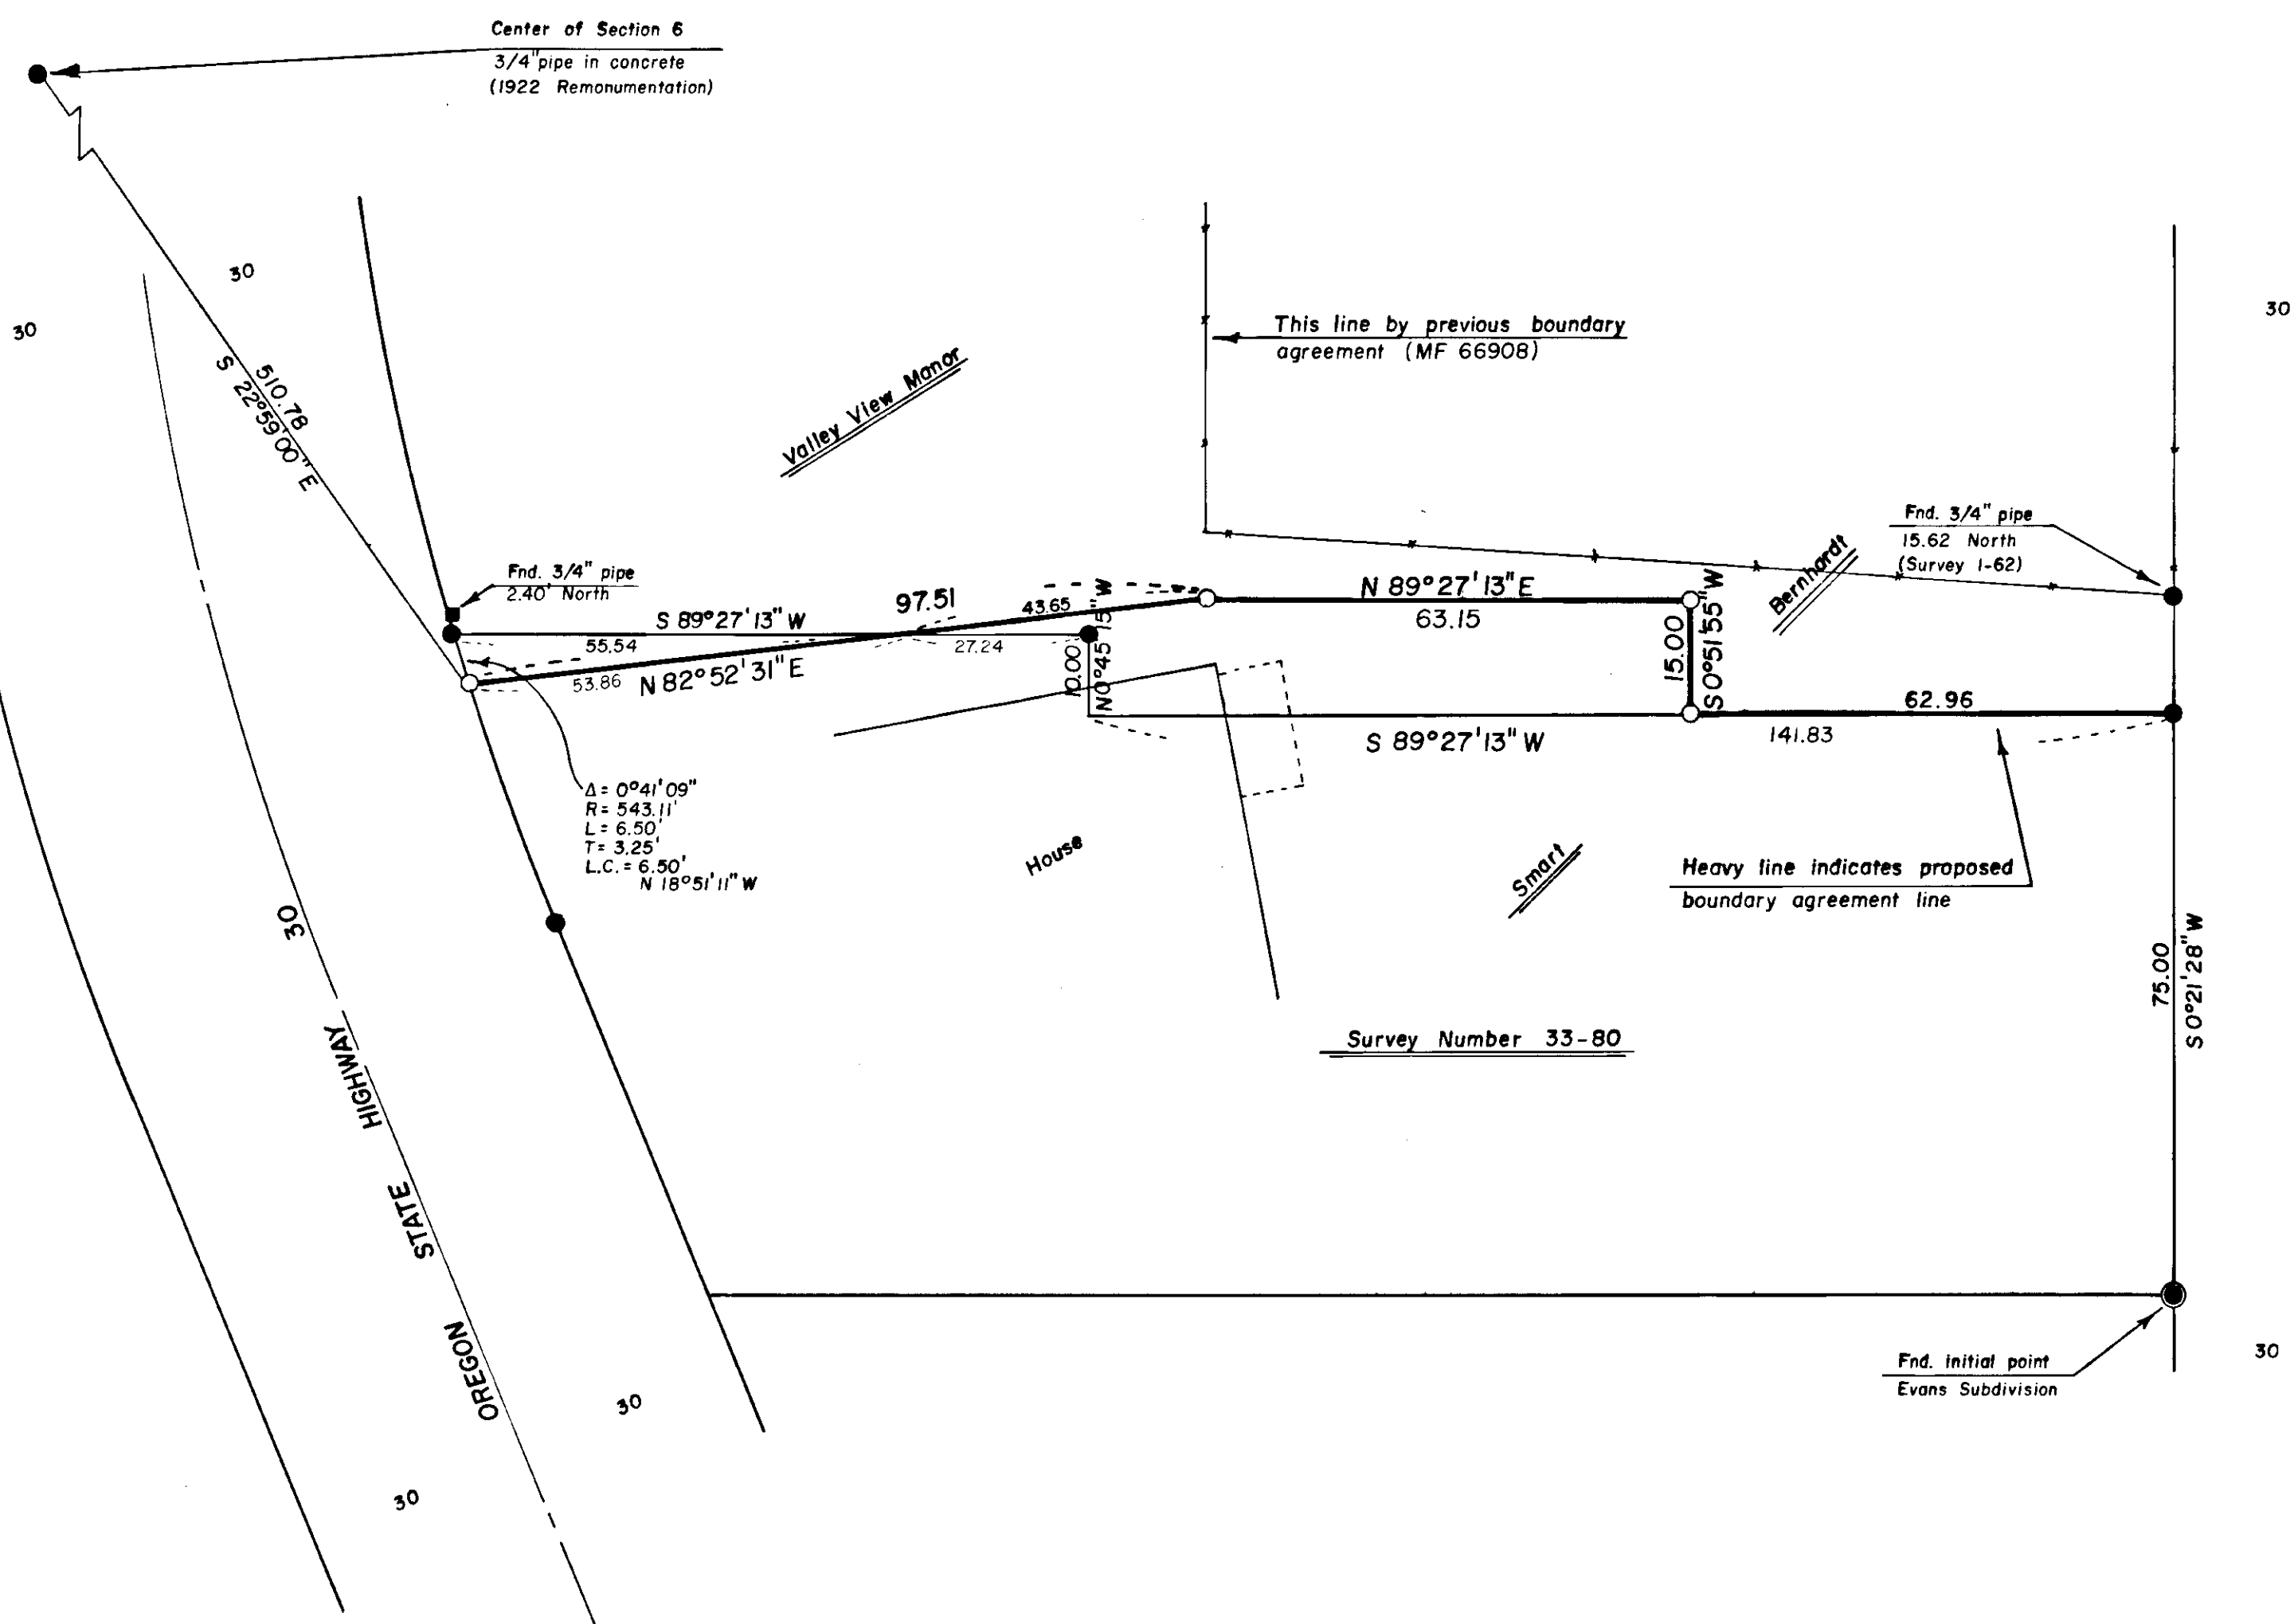 Center of Section 6
3/4" pipe in concrete
(1922 Remonumentation)
30
30
30
510.78
S 22°59'00" E
Valley View Manor
This line by previous boundary
agreement (MF 66908)
Fnd. 3/4" pipe
15.62 North
(Survey 1-62)
Bernhardt
Fnd. 3/4" pipe
2.40' North
S 89°27'13" W
55.54
97.51
43.65
27.24
53.86
N 82°52'31" E
10.00
N 0°45'15" W
N 89°27'13" E
63.15
15.00
S 0°51'55" W
62.96
141.83
S 89°27'13" W
Δ = 0°41'09"
R = 543.11'
L = 6.50'
T = 3.25'
L.C. = 6.50'
N 18°51'11" W
House
Smart
Heavy line indicates proposed
boundary agreement line
75.00
S 0°21'28" W
Survey Number 33-80
30
OREGON STATE HIGHWAY
30
30
Fnd. initial point
Evans Subdivision
30